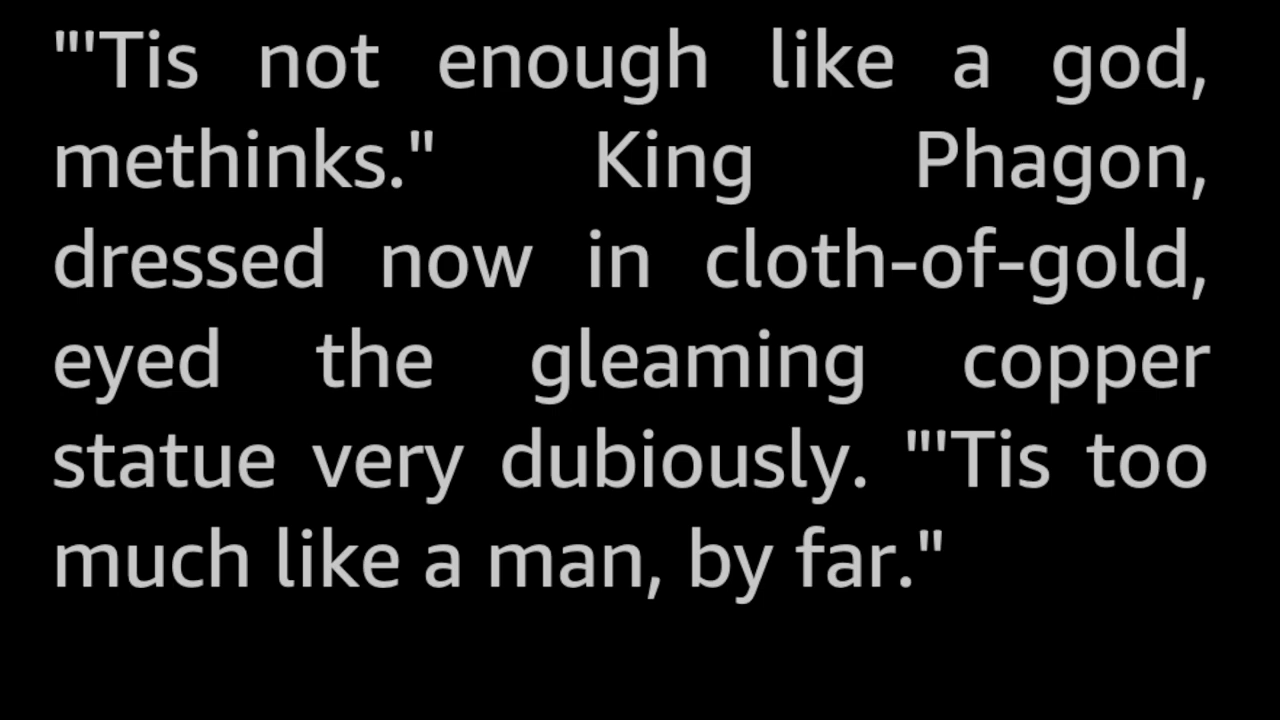 "'Tis not enough like a god,
methinks." King Phagon,
dressed now in cloth-of-gold,
eyed the gleaming copper
statue very dubiously. "'Tis too
much like a man, by far."